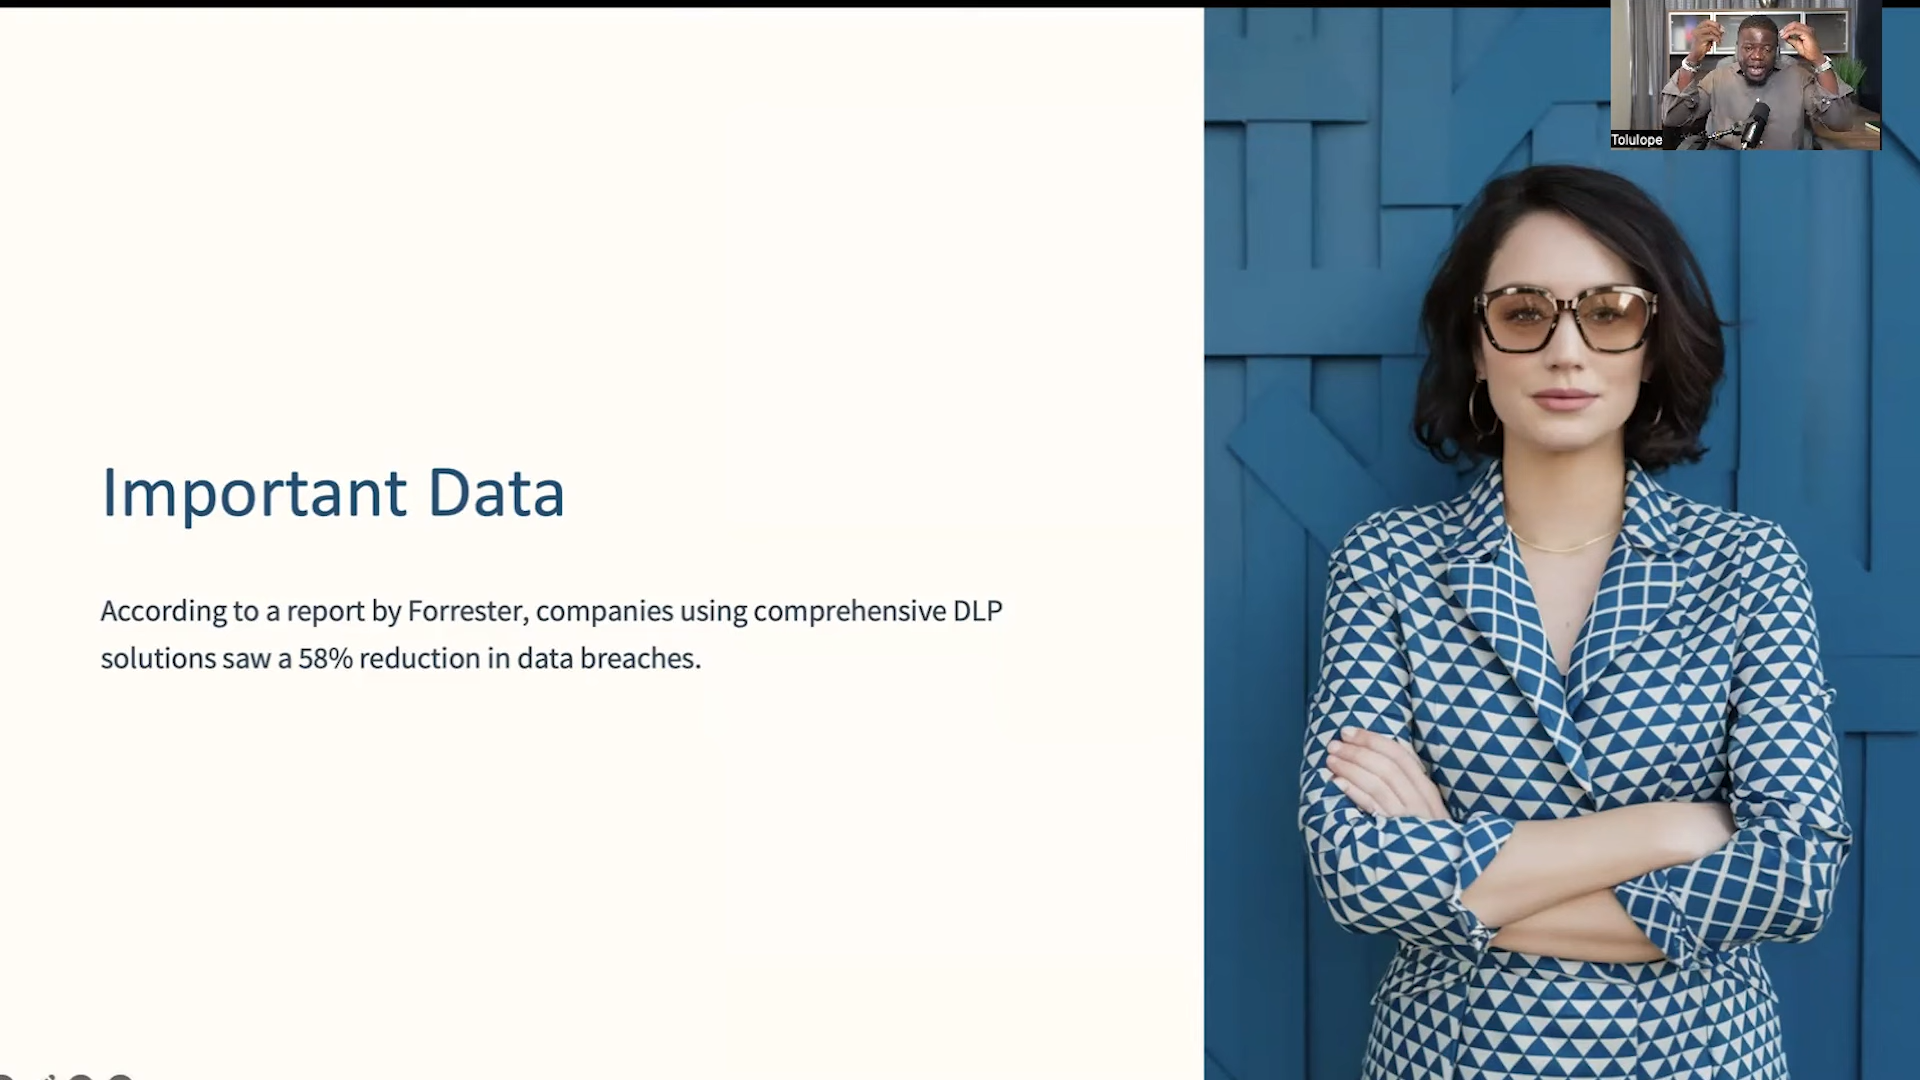 Tolulope
Important Data
According to a report by Forrester, companies using comprehensive DLP
solutions saw a 58% reduction in data breaches.